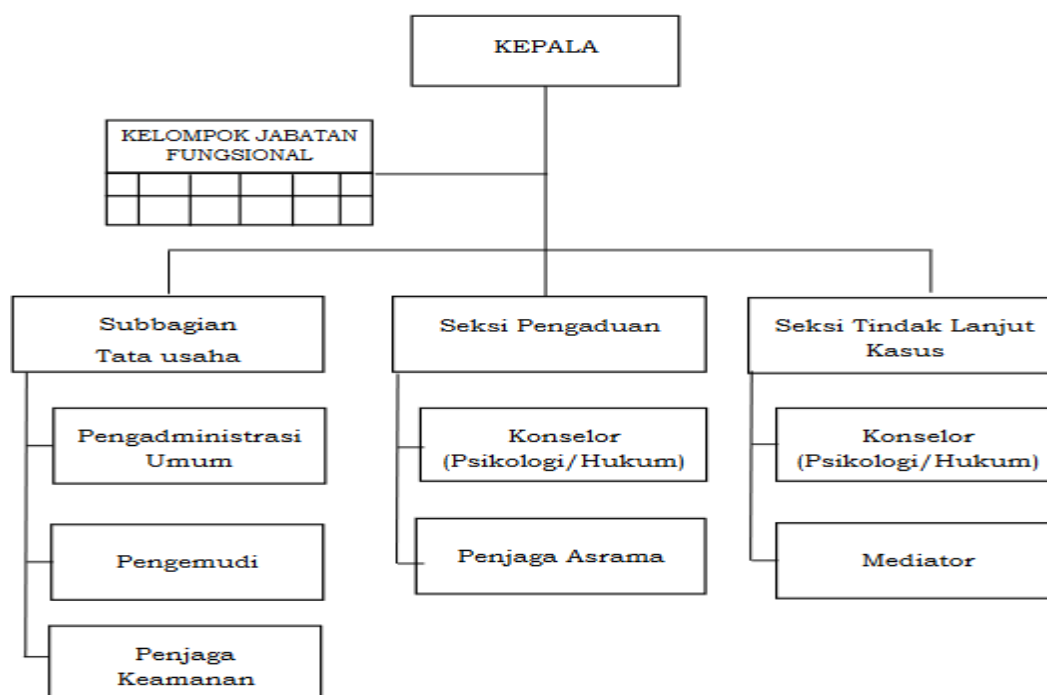 KEPALA
KELOMPOK JABATAN
FUNGSIONAL
Subbagian
Tata usaha
Seksi Pengaduan
Seksi Tindak Lanjut
Kasus
Pengadministrasi
Umum
Konselor
(Psikologi/Hukum)
Konselor
(Psikologi/Hukum)
Pengemudi
Penjaga Asrama
Mediator
Penjaga
Keamanan